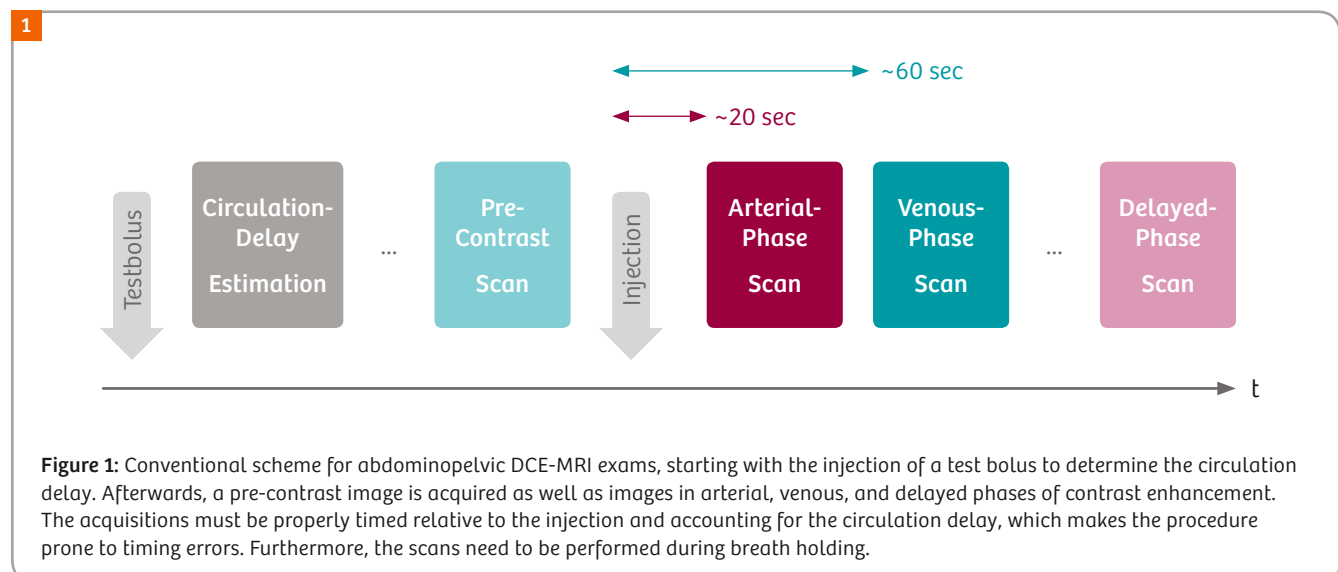 1
~60 sec
~20 sec
Testbolus
Circulation-
Delay
Estimation
...
Pre-
Contrast
Scan
Injection
Arterial-
Phase
Scan
Venous-
Phase
Scan
...
Delayed-
Phase
Scan
t
Figure 1: Conventional scheme for abdominopelvic DCE-MRI exams, starting with the injection of a test bolus to determine the circulation
delay. Afterwards, a pre-contrast image is acquired as well as images in arterial, venous, and delayed phases of contrast enhancement.
The acquisitions must be properly timed relative to the injection and accounting for the circulation delay, which makes the procedure
prone to timing errors. Furthermore, the scans need to be performed during breath holding.